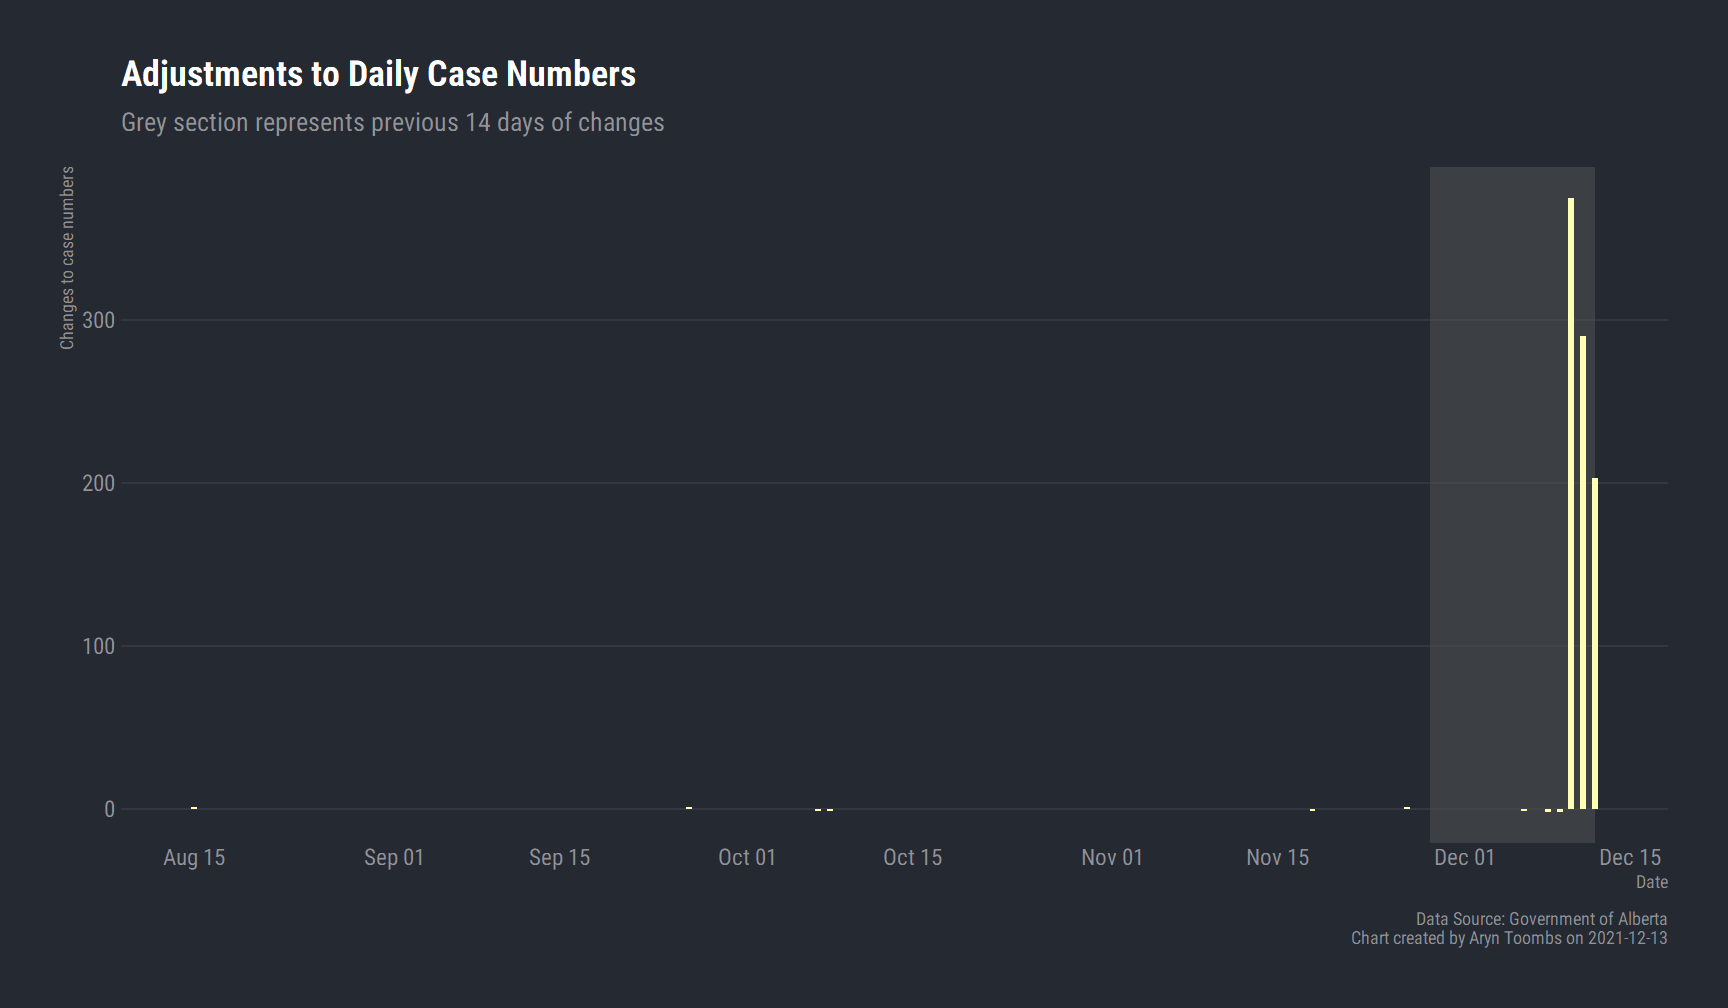 Adjustments to Daily Case Numbers
Grey section represents previous 14 days of changes
Changes to case numbers
300
200
100
0
Aug 15 Sep 01 Sep 15 Oct 01 Oct 15 Nov 01 Nov 15 Dec 01 Dec 15
Date
Data Source: Government of Alberta
Chart created by Aryn Toombs on 2021-12-13